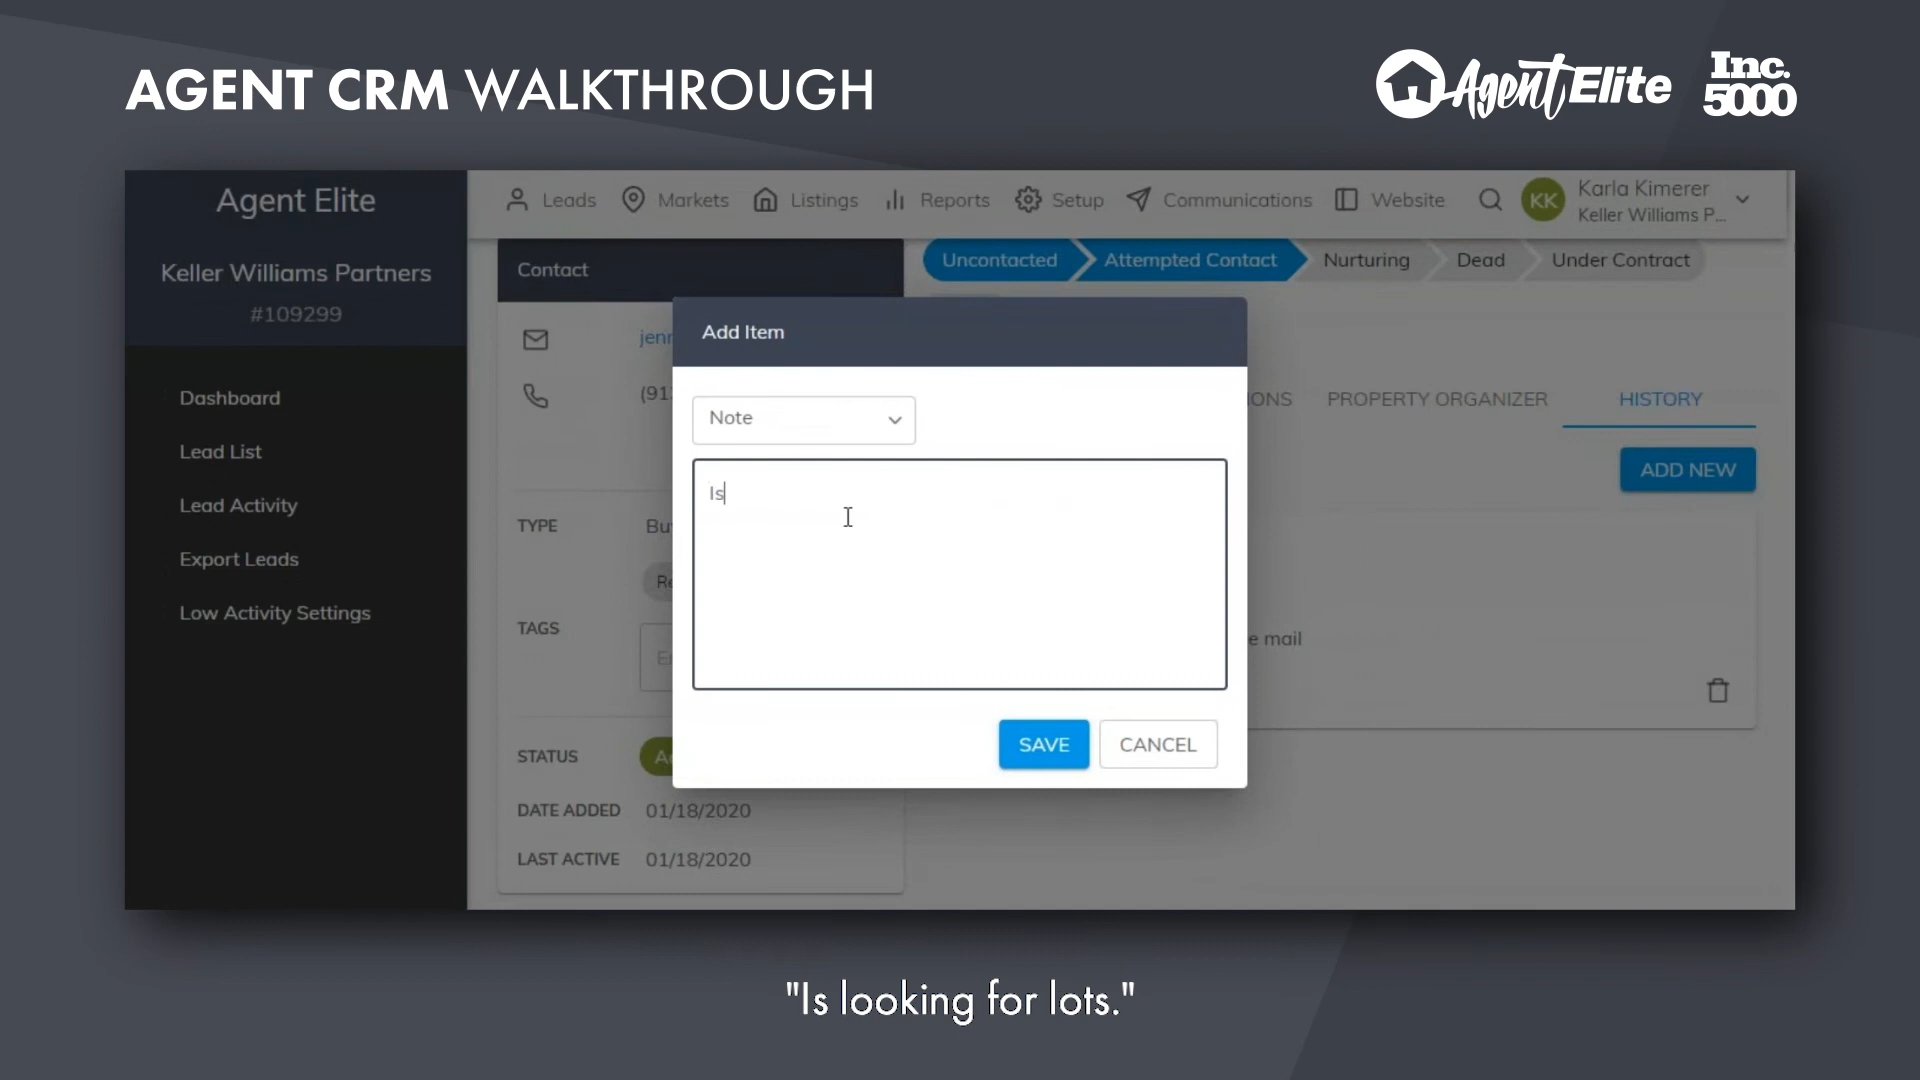 AGENT CRM WALKTHROUGH
AgentElite
Inc.
5000
Agent Elite
Keller Williams Partners
#109299
Dashboard
Lead List
Lead Activity
Export Leads
Low Activity Settings
Leads
Markets
Listings
Reports
Setup
Communications
Website
KK
Karla Kimerer
Keller Williams P...
Contact
Uncontacted
Attempted Contact
Nurturing
Dead
Under Contract
jenn
(91
PROPERTY ORGANIZER
HISTORY
ADD NEW
Add Item
Note
Is
SAVE
CANCEL
TYPE
TAGS
e mail
STATUS
DATE ADDED 01/18/2020
LAST ACTIVE 01/18/2020
"Is looking for lots."